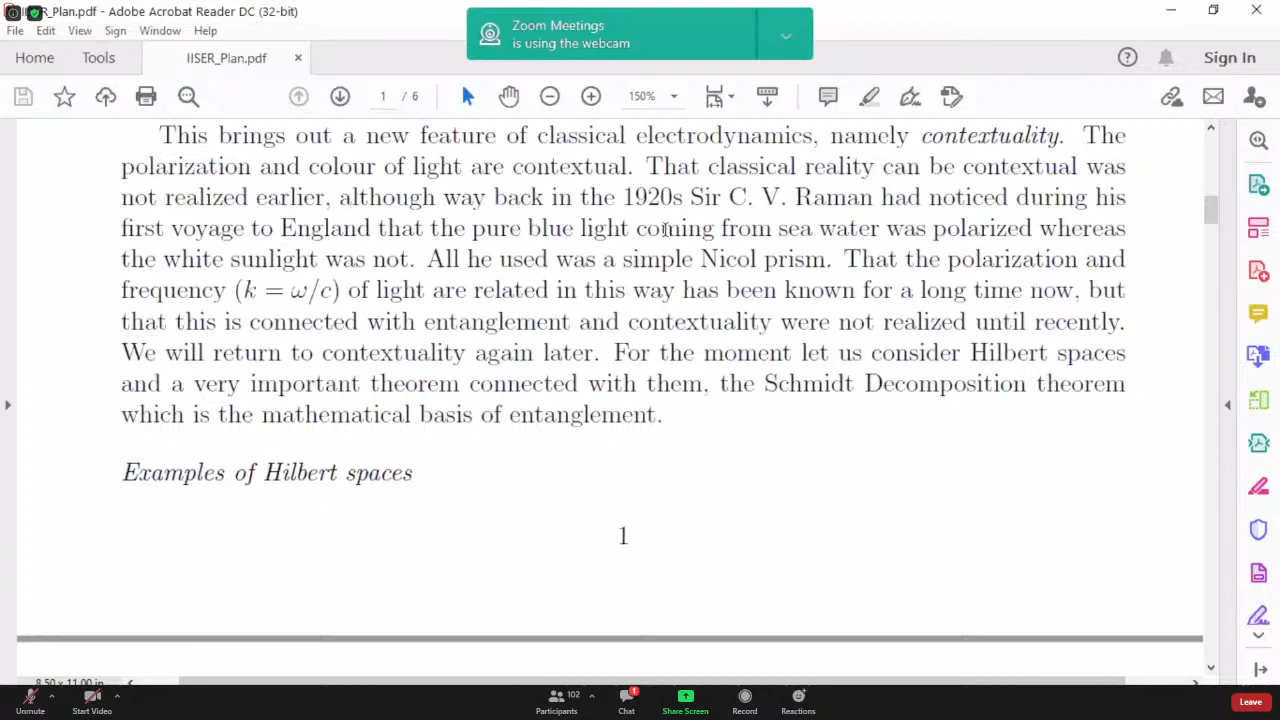 IISER_Plan.pdf - Adobe Acrobat Reader DC (32-bit)
File Edit View Sign Window Help
Zoom Meetings
is using the webcam
Home Tools IISER_Plan.pdf × Sign In
1 / 6 150%
This brings out a new feature of classical electrodynamics, namely contextuality. The
polarization and colour of light are contextual. That classical reality can be contextual was
not realized earlier, although way back in the 1920s Sir C. V. Raman had noticed during his
first voyage to England that the pure blue light coming from sea water was polarized whereas
the white sunlight was not. All he used was a simple Nicol prism. That the polarization and
frequency (k = ω/c) of light are related in this way has been known for a long time now, but
that this is connected with entanglement and contextuality were not realized until recently.
We will return to contextuality again later. For the moment let us consider Hilbert spaces
and a very important theorem connected with them, the Schmidt Decomposition theorem
which is the mathematical basis of entanglement.
Examples of Hilbert spaces
1
8.50 x 11.00 in
102 1
Unmute Start Video Participants Chat Share Screen Record Reactions Leave